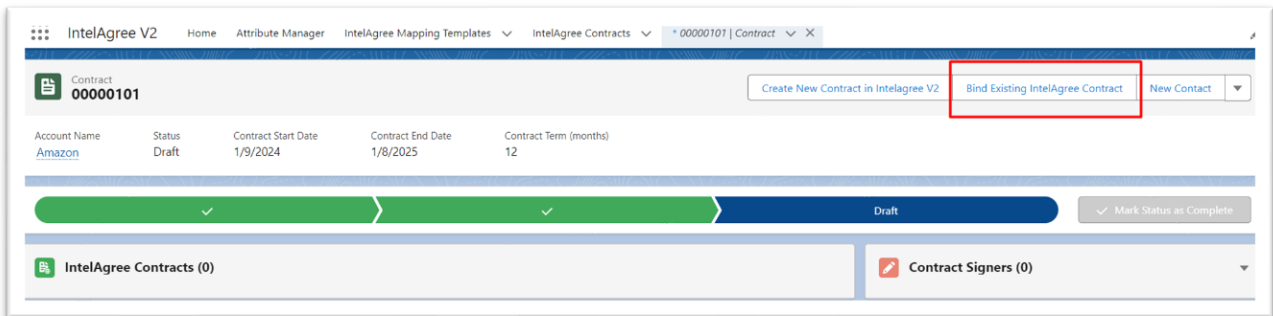 IntelAgree V2 Home Attribute Manager IntelAgree Mapping Templates IntelAgree Contracts * 00000101 | Contract
Contract
00000101
Create New Contract in Intelagree V2 Bind Existing IntelAgree Contract New Contact
Account Name Status Contract Start Date Contract End Date Contract Term (months)
Amazon Draft 1/9/2024 1/8/2025 12
Draft Mark Status as Complete
IntelAgree Contracts (0) Contract Signers (0)